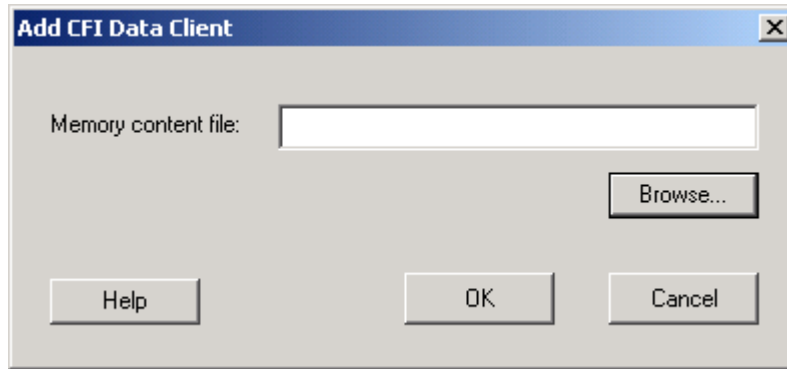 Add CFI Data Client
Memory content file:
Browse...
Help OK Cancel